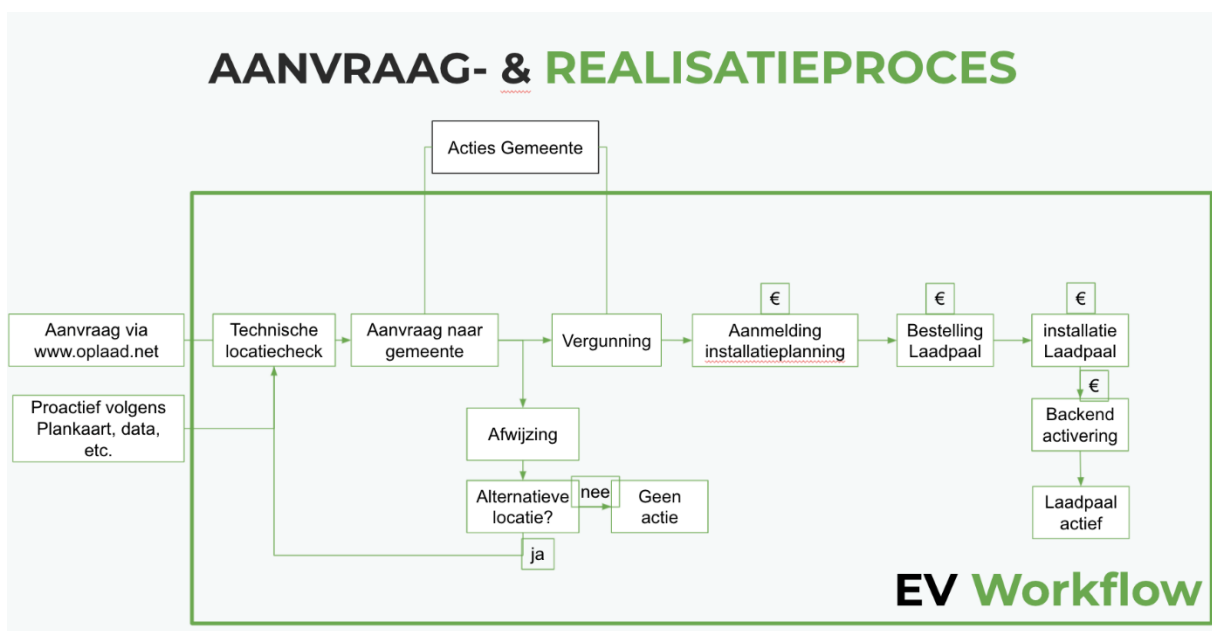 AANVRAAG- & REALISATIEPROCES
Acties Gemeente
Aanvraag via
www.oplaad.net
Proactief volgens
Plankaart, data,
etc.
Technische
locatiecheck
Aanvraag naar
gemeente
Vergunning
€
Aanmelding
installatieplanning
€
Bestelling
Laadpaal
€
installatie
Laadpaal
€
Backend
activering
Laadpaal
actief
Afwijzing
Alternatieve
locatie?
nee
Geen
actie
ja
EV Workflow